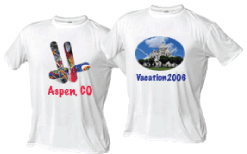 Aspen, CO
Vacation2006